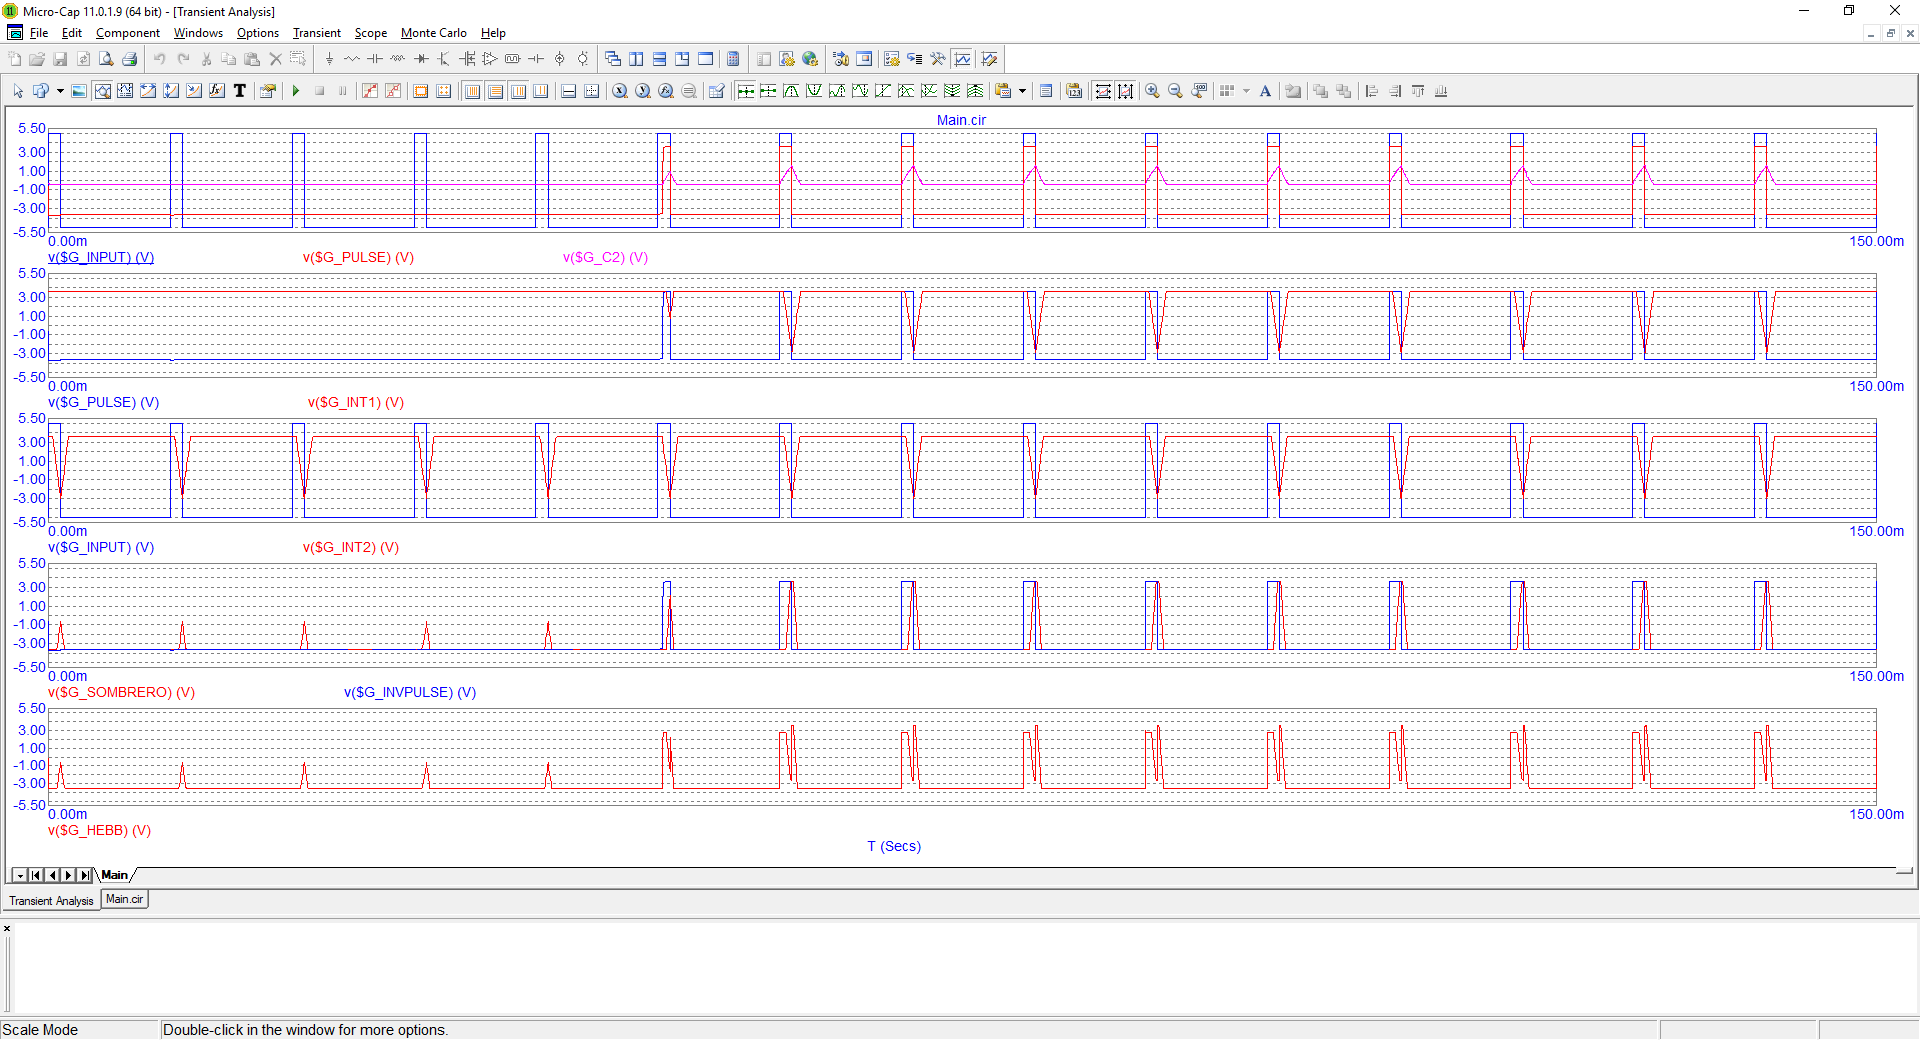 Micro-Cap 11.0.1.9 (64 bit) - [Transient Analysis]
File Edit Component Windows Options Transient Scope Monte Carlo Help
Main.cir
5.50
3.00
1.00
-1.00
-3.00
-5.50
0.00m 150.00m
v($G_INPUT) (V) v($G_PULSE) (V) v($G_C2) (V)
5.50
3.00
1.00
-1.00
-3.00
-5.50
0.00m 150.00m
v($G_PULSE) (V) v($G_INT1) (V)
5.50
3.00
1.00
-1.00
-3.00
-5.50
0.00m 150.00m
v($G_INPUT) (V) v($G_INT2) (V)
5.50
3.00
1.00
-1.00
-3.00
-5.50
0.00m 150.00m
v($G_SOMBRERO) (V) v($G_INVPULSE) (V)
5.50
3.00
1.00
-1.00
-3.00
-5.50
0.00m 150.00m
v($G_HEBB) (V)
T (Secs)
Main
Transient Analysis Main.cir
Scale Mode Double-click in the window for more options.